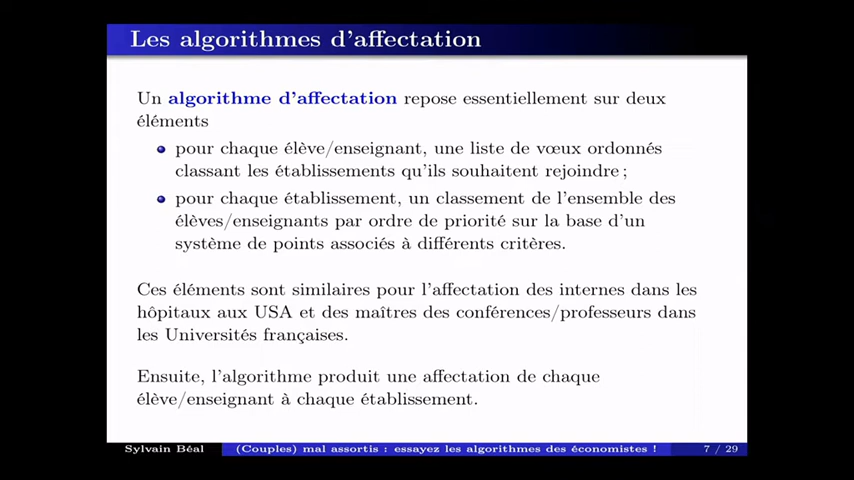 Les algorithmes d'affectation
Un algorithme d'affectation repose essentiellement sur deux
éléments
pour chaque élève/enseignant, une liste de vœux ordonnés
classant les établissements qu'ils souhaitent rejoindre ;
pour chaque établissement, un classement de l'ensemble des
élèves/enseignants par ordre de priorité sur la base d'un
système de points associés à différents critères.
Ces éléments sont similaires pour l'affectation des internes dans les
hôpitaux aux USA et des maîtres des conférences/professeurs dans
les Universités françaises.
Ensuite, l'algorithme produit une affectation de chaque
élève/enseignant à chaque établissement.
Sylvain Béal (Couples) mal assortis : essayez les algorithmes des économistes ! 7 / 29